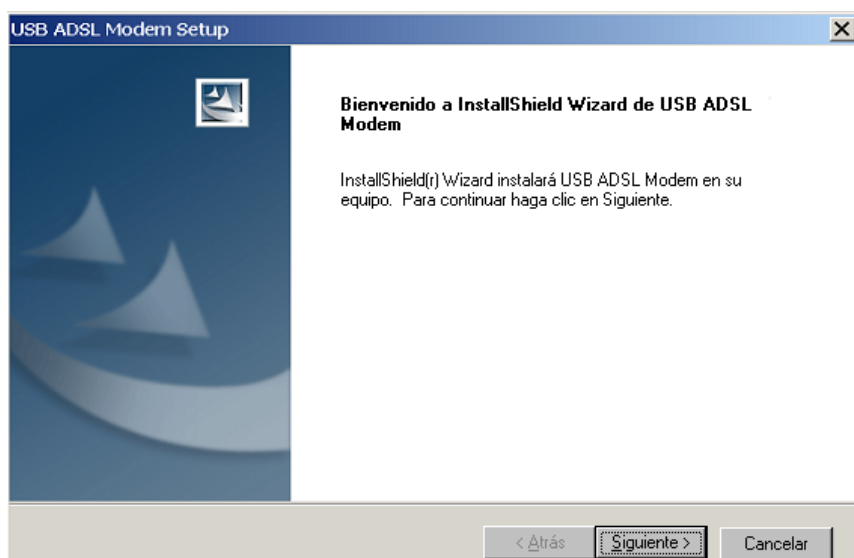 USB ADSL Modem Setup
Bienvenido a InstallShield Wizard de USB ADSL
Modem
InstallShield(r) Wizard instalará USB ADSL Modem en su
equipo. Para continuar haga clic en Siguiente.
< Atrás Siguiente > Cancelar